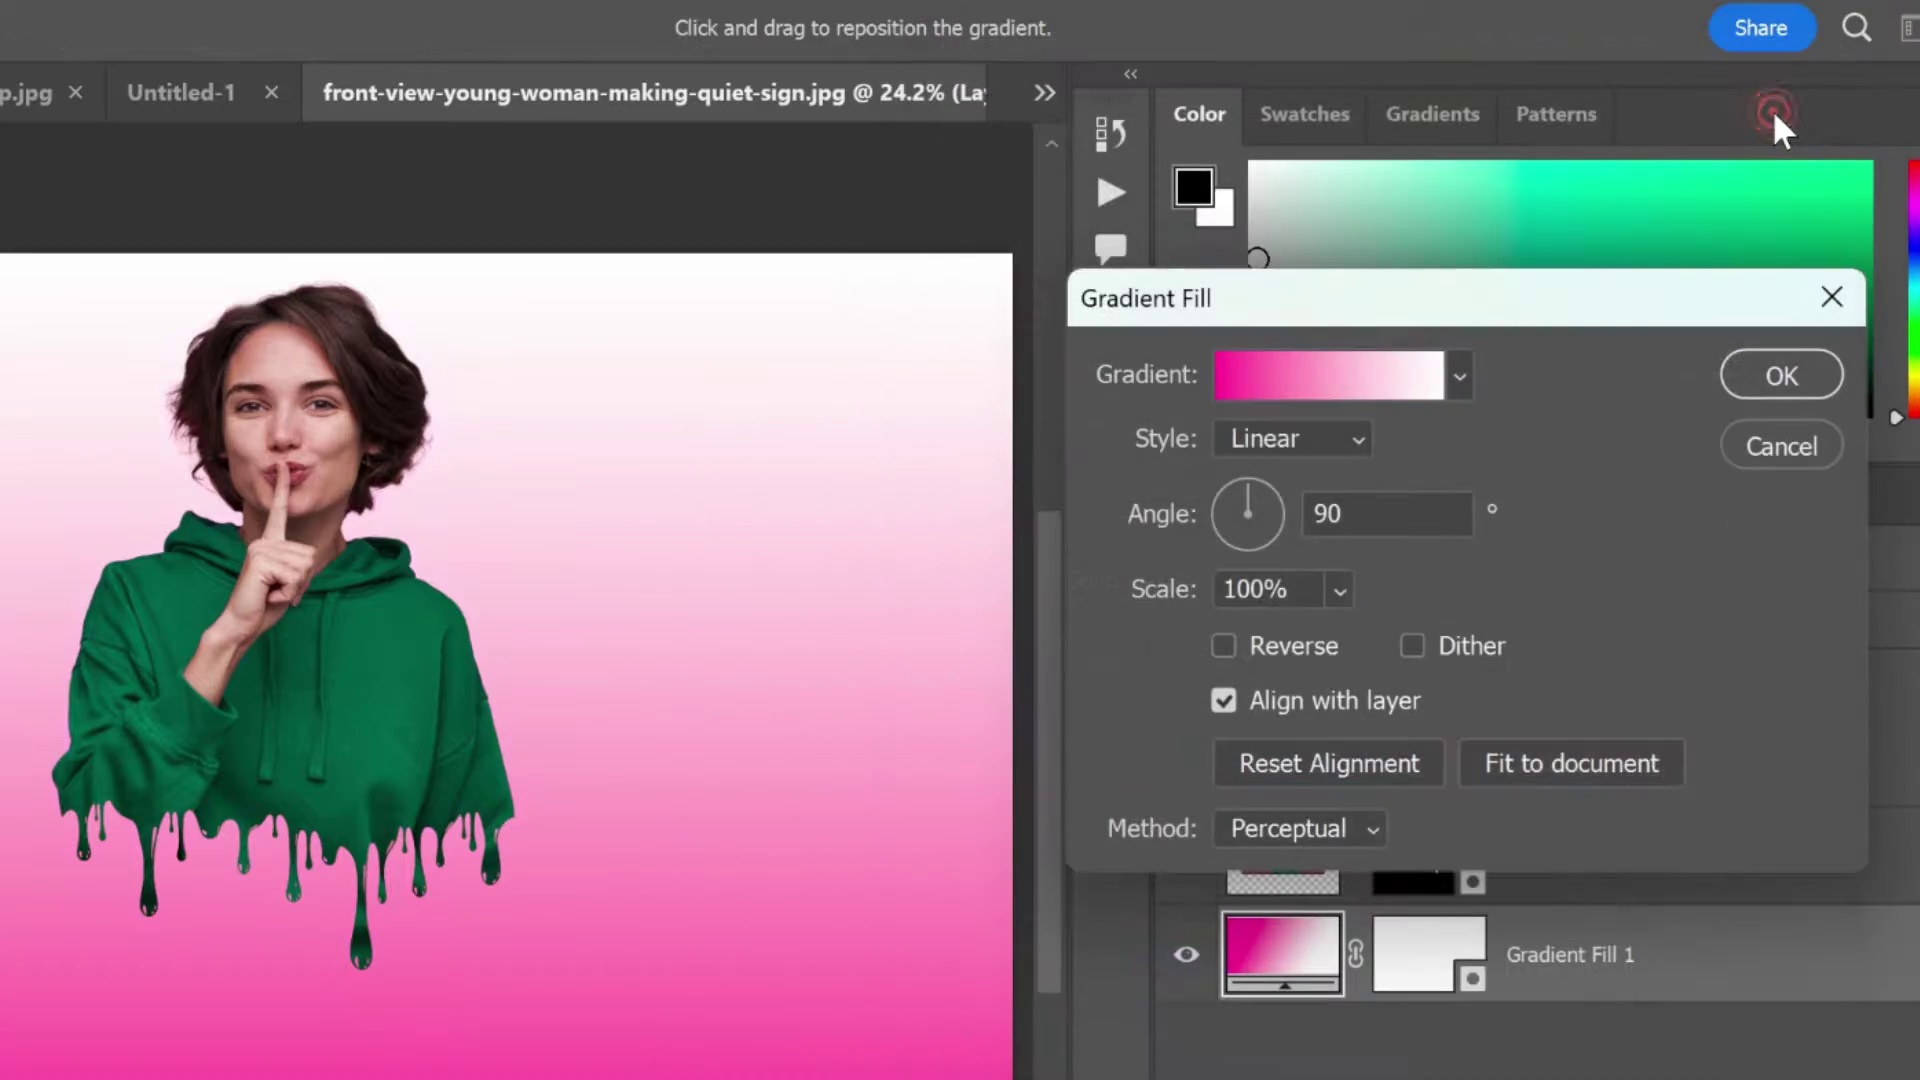 Click and drag to reposition the gradient.
Share
p.jpg
Untitled-1
front-view-young-woman-making-quiet-sign.jpg @ 24.2% (La
Color
Swatches
Gradients
Patterns
Gradient Fill
Gradient:
OK
Style:
Linear
Cancel
Angle:
90
°
Scale:
100%
Reverse
Dither
Align with layer
Reset Alignment
Fit to document
Method:
Perceptual
Gradient Fill 1